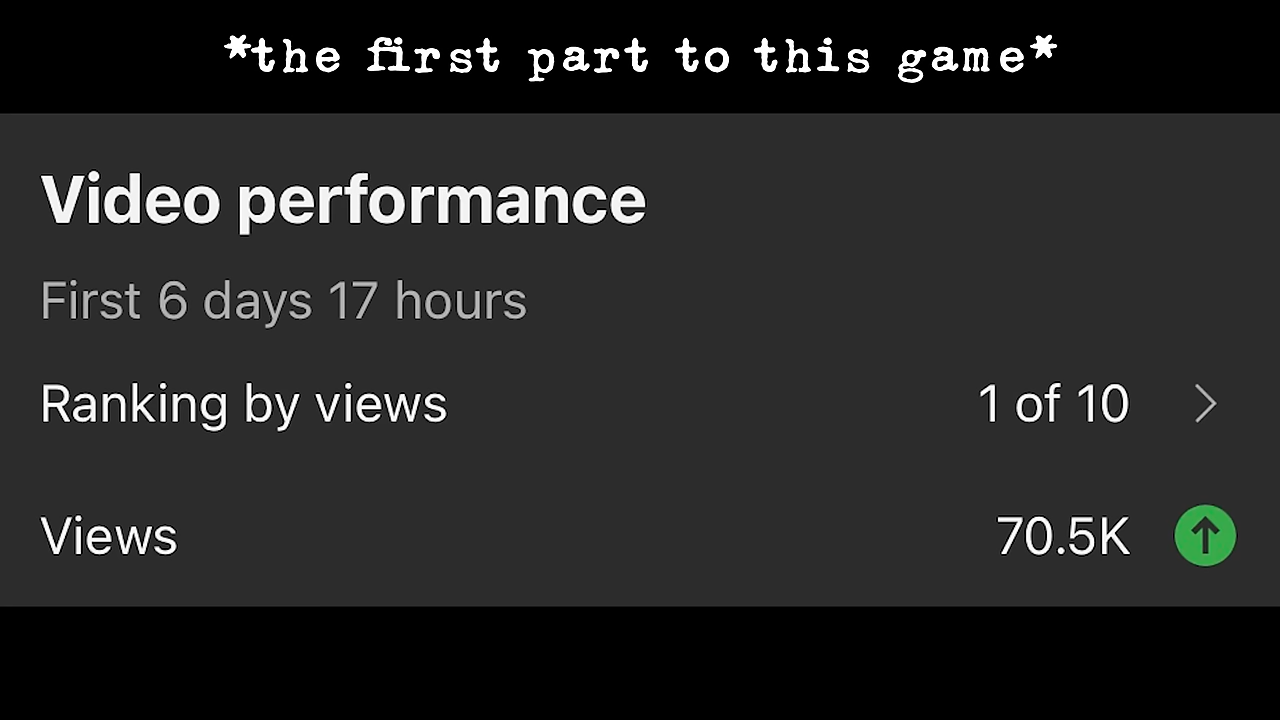 *the first part to this game*
Video performance
First 6 days 17 hours
Ranking by views 1 of 10
Views 70.5K